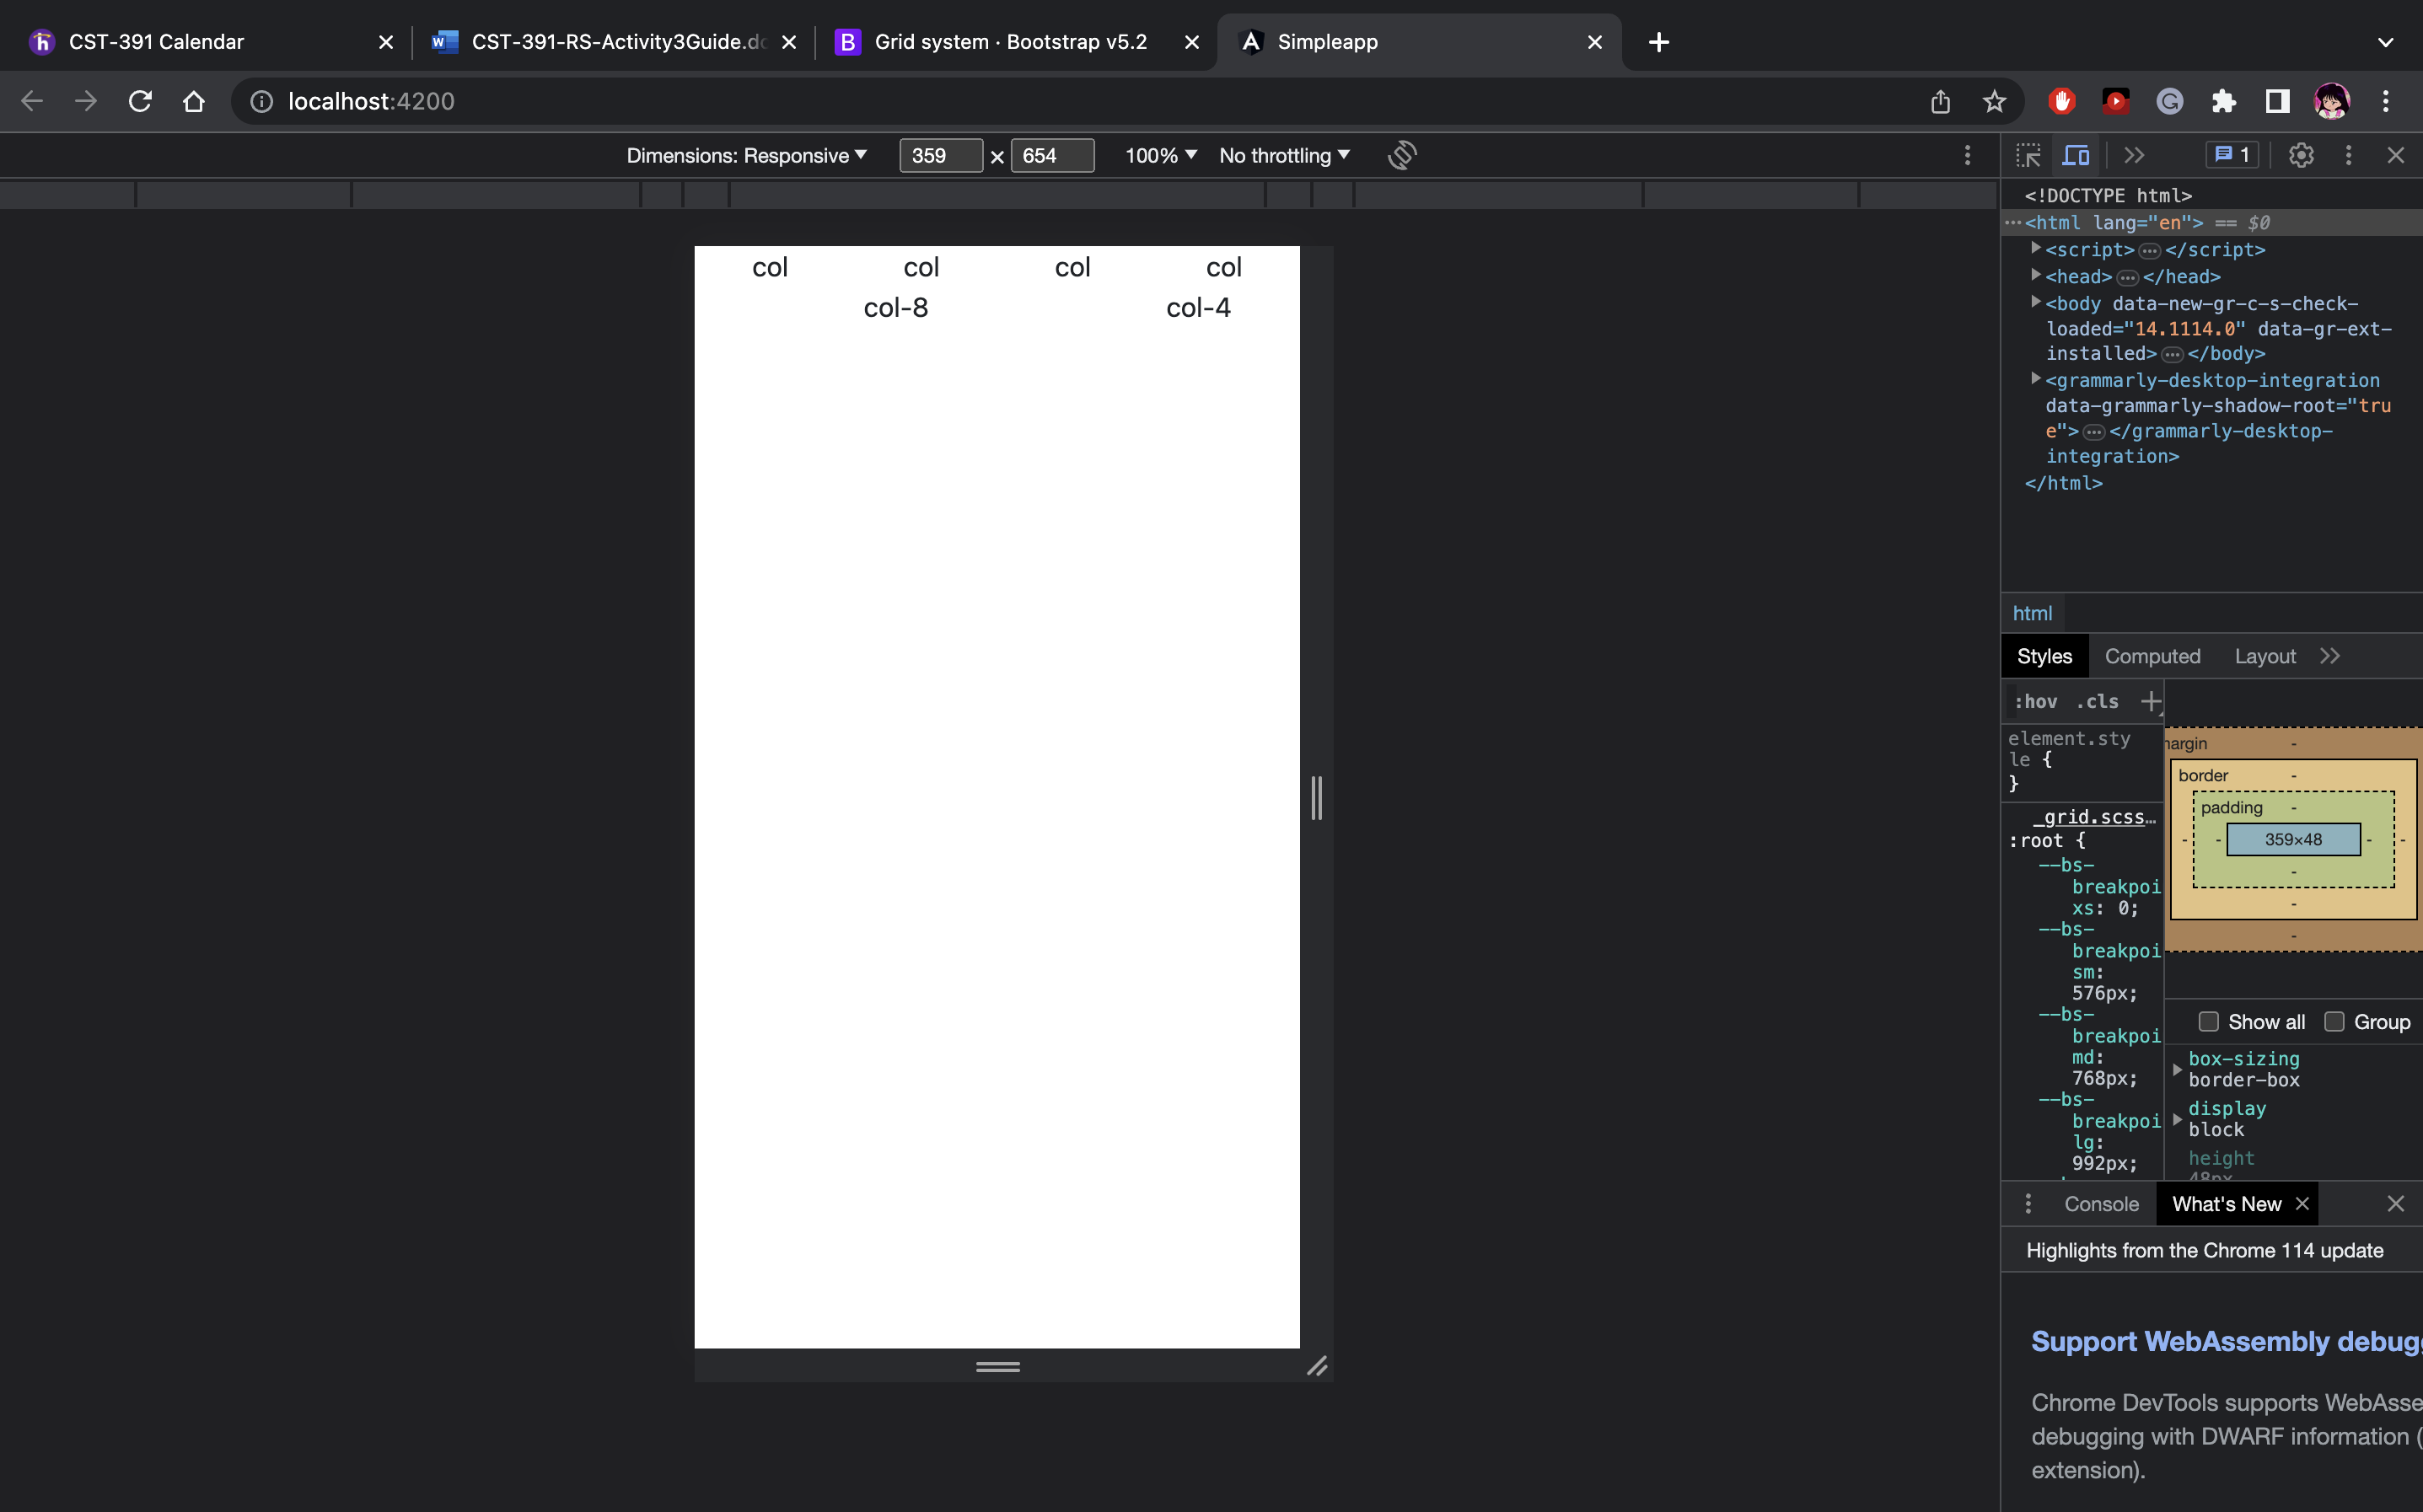 CST-391 Calendar
CST-391-RS-Activity3Guide.dc
Grid system · Bootstrap v5.2
Simpleapp
localhost:4200
Dimensions: Responsive
359
×
654
100%
No throttling
1
col col col col
col-8 col-4
<!DOCTYPE html>
<html lang="en"> == $0
<script>…</script>
<head>…</head>
<body data-new-gr-c-s-check-
loaded="14.1114.0" data-gr-ext-
installed>…</body>
<grammarly-desktop-integration
data-grammarly-shadow-root="tru
e">…</grammarly-desktop-
integration>
</html>
html
Styles
Computed
Layout
:hov .cls
element.sty
le {
}
_grid.scss…
:root {
--bs-
breakpoi
xs: 0;
--bs-
breakpoi
sm:
576px;
--bs-
breakpoi
md:
768px;
--bs-
breakpoi
lg:
992px;
argin -
border -
padding -
- - 359×48 - -
-
-
-
Show all
Group
box-sizing
border-box
display
block
height
48px
Console
What's New
Highlights from the Chrome 114 update
Support WebAssembly debugg
Chrome DevTools supports WebAsse
debugging with DWARF information (
extension).